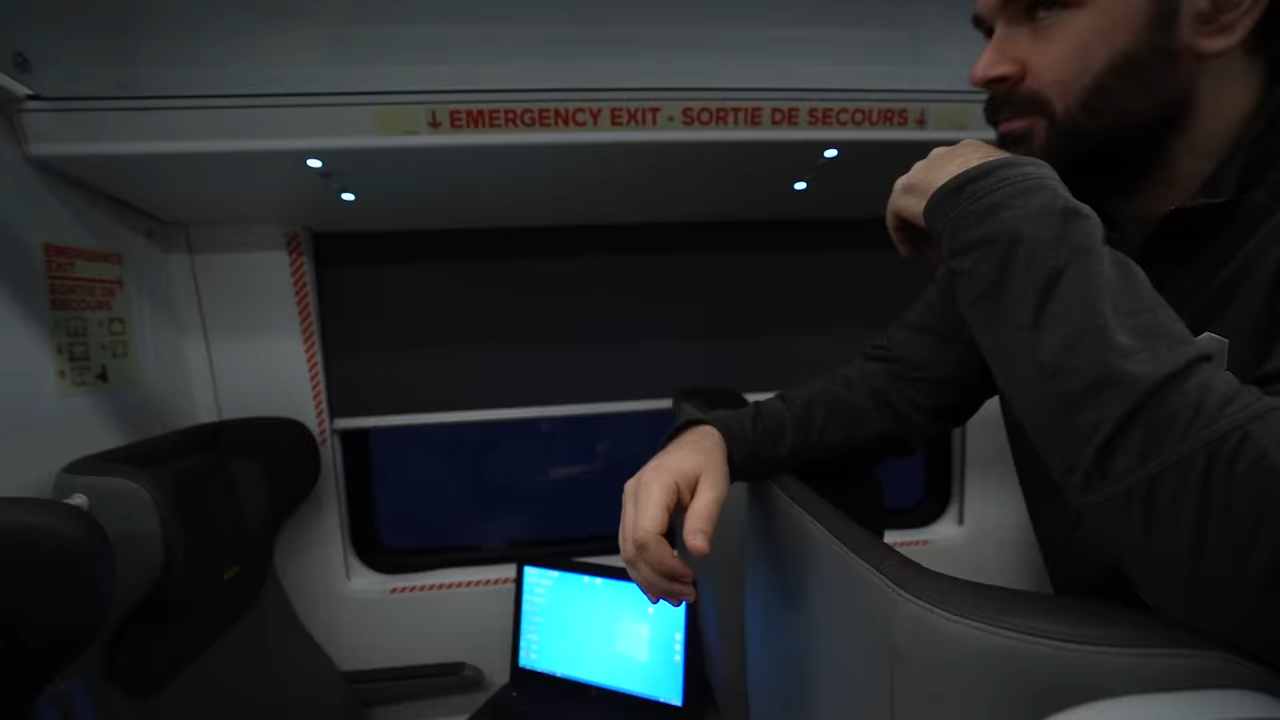 ↓ EMERGENCY EXIT - SORTIE DE SECOURS ↓
EMERGENCY
EXIT
SORTIE DE
SECOURS